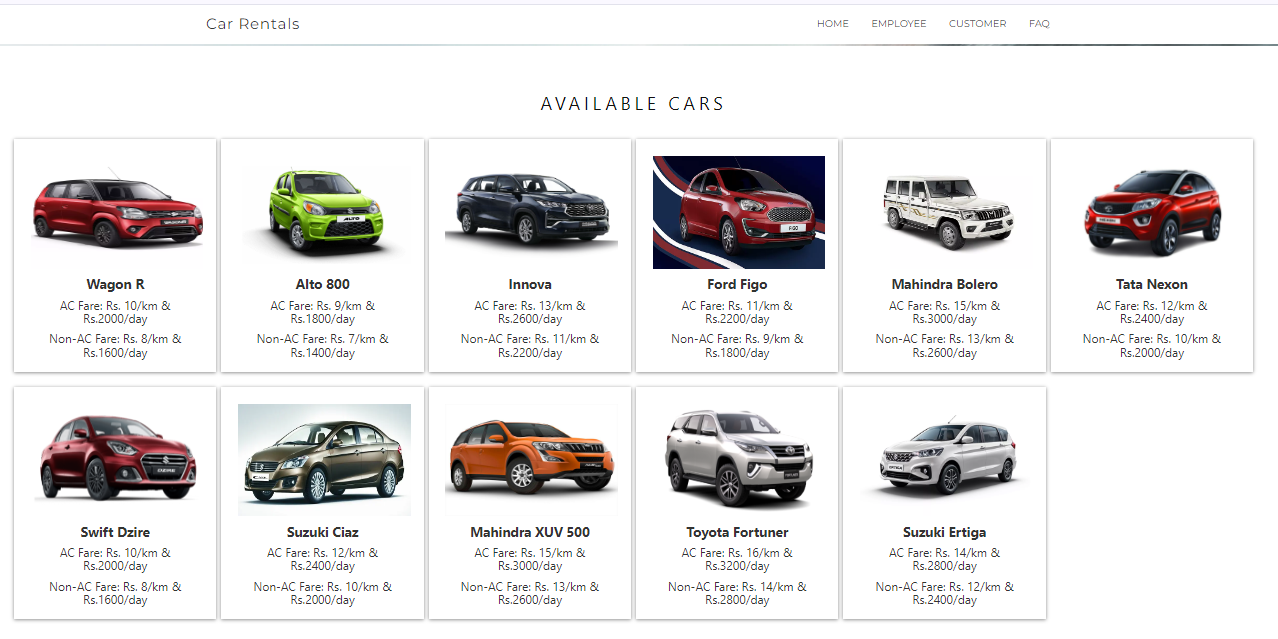 Car Rentals
HOME EMPLOYEE CUSTOMER FAQ
AVAILABLE CARS
ALTO
FIGO
Wagon R
AC Fare: Rs. 10/km &
Rs.2000/day
Non-AC Fare: Rs. 8/km &
Rs.1600/day
Alto 800
AC Fare: Rs. 9/km &
Rs.1800/day
Non-AC Fare: Rs. 7/km &
Rs.1400/day
Innova
AC Fare: Rs. 13/km &
Rs.2600/day
Non-AC Fare: Rs. 11/km &
Rs.2200/day
Ford Figo
AC Fare: Rs. 11/km &
Rs.2200/day
Non-AC Fare: Rs. 9/km &
Rs.1800/day
Mahindra Bolero
AC Fare: Rs. 15/km &
Rs.3000/day
Non-AC Fare: Rs. 13/km &
Rs.2600/day
Tata Nexon
AC Fare: Rs. 12/km &
Rs.2400/day
Non-AC Fare: Rs. 10/km &
Rs.2000/day
Swift Dzire
AC Fare: Rs. 10/km &
Rs.2000/day
Non-AC Fare: Rs. 8/km &
Rs.1600/day
Suzuki Ciaz
AC Fare: Rs. 12/km &
Rs.2400/day
Non-AC Fare: Rs. 10/km &
Rs.2000/day
Mahindra XUV 500
AC Fare: Rs. 15/km &
Rs.3000/day
Non-AC Fare: Rs. 13/km &
Rs.2600/day
Toyota Fortuner
AC Fare: Rs. 16/km &
Rs.3200/day
Non-AC Fare: Rs. 14/km &
Rs.2800/day
Suzuki Ertiga
AC Fare: Rs. 14/km &
Rs.2800/day
Non-AC Fare: Rs. 12/km &
Rs.2400/day